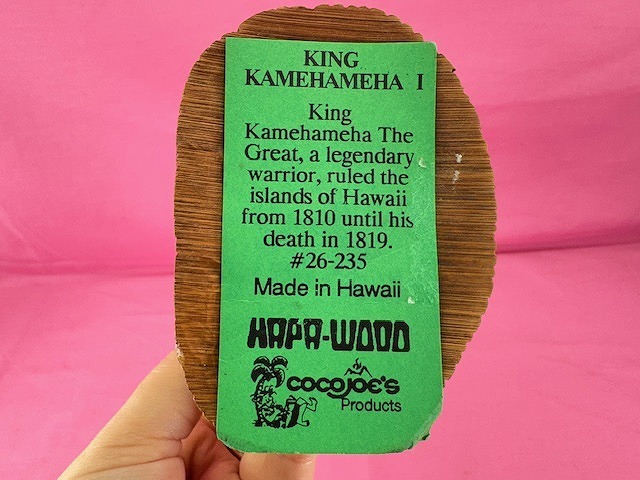 KING
KAMEHAMEHA I
King
Kamehameha The
Great, a legendary
warrior, ruled the
islands of Hawaii
from 1810 until his
death in 1819.
#26-235
Made in Hawaii
HAPA-WOOD
COCOJOE'S
Products